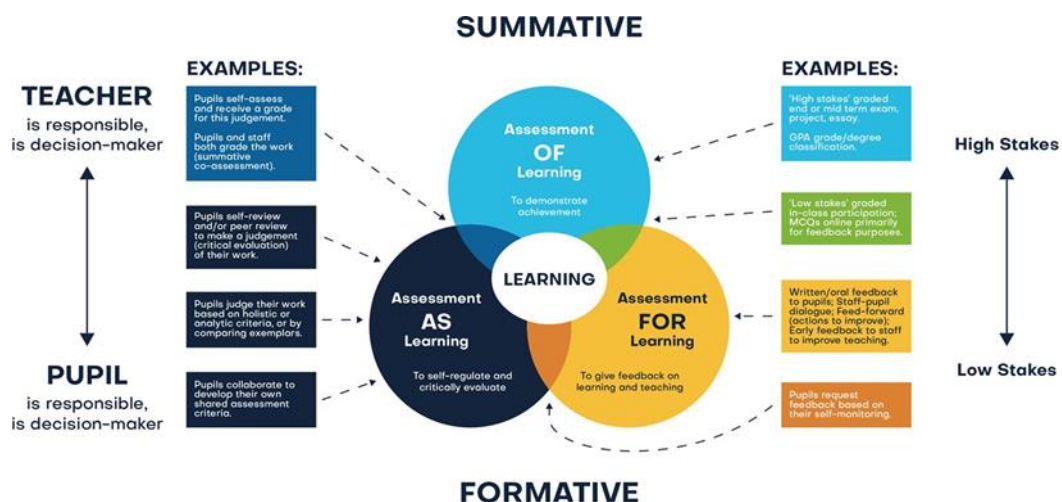 SUMMATIVE
EXAMPLES:
TEACHER
is responsible,
is decision-maker
PUPIL
is responsible,
is decision-maker
Pupils self-assess
and receive a grade
for this judgement.
Pupils and staff
both grade the work
(summative
co-assessment).
Pupils self-review
and/or peer review
to make a judgement
(critical evaluation)
of their work.
Pupils judge their work
based on holistic or
analytic criteria, or by
comparing exemplars.
Pupils collaborate to
develop their own
shared assessment
criteria.
Assessment
OF
Learning
To demonstrate
achievement
LEARNING
Assessment
AS
Learning
To self-regulate and
critically evaluate
Assessment
FOR
Learning
To give feedback on
learning and teaching
EXAMPLES:
'High stakes' graded
end or mid term exam,
project, essay.
GPA grade/degree
classification.
'Low stakes' graded
in-class participation;
MCQs online primarily
for feedback purposes.
Written/oral feedback
to pupils; Staff-pupil
dialogue; Feed-forward
(actions to improve);
Early feedback to staff
to improve teaching.
Pupils request
feedback based on
their self-monitoring.
High Stakes
Low Stakes
FORMATIVE